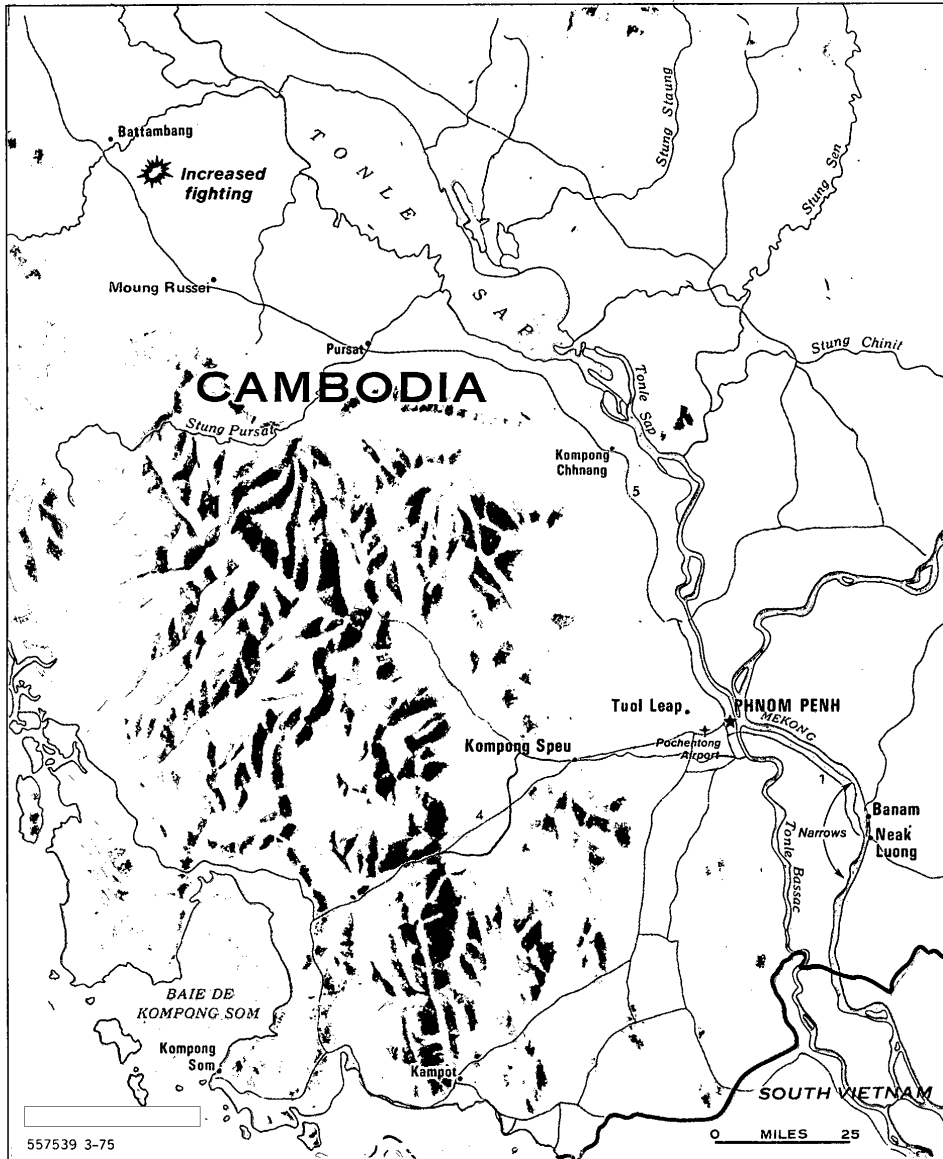 Battambang
Increased
fighting
TONLE
SAP
Stung Staung
Stung Sen
Moung Russei
Pursat
Stung Chinit
CAMBODIA
Tonle Sap
Stung Pursat
Kompong
Chhnang
5
Tuol Leap
PHNOM PENH
MEKONG
Pochentong
Airport
Kompong Speu
1
4
Banam
Narrows
Neak
Luong
Tonle Bassac
BAIE DE
KOMPONG SOM
Kompong
Som
Kampot
SOUTH VIETNAM
0 MILES 25
557539 3-75